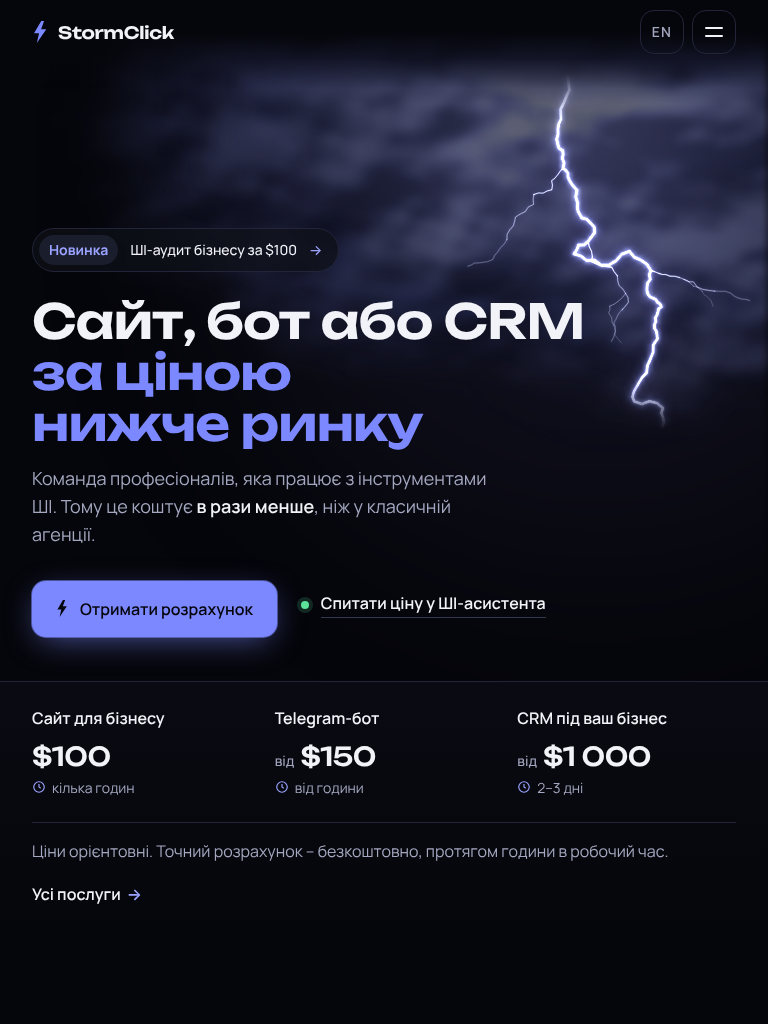 StormClick
EN
Новинка ШІ-аудит бізнесу за $100 →
Сайт, бот або CRM
за ціною
нижче ринку
Команда професіоналів, яка працює з інструментами
ШІ. Тому це коштує в рази менше, ніж у класичній
агенції.
Отримати розрахунок
Спитати ціну у ШІ-асистента
Сайт для бізнесу
$100
кілька годин
Telegram-бот
від $150
від години
CRM під ваш бізнес
від $1 000
2–3 дні
Ціни орієнтовні. Точний розрахунок – безкоштовно, протягом години в робочий час.
Усі послуги →